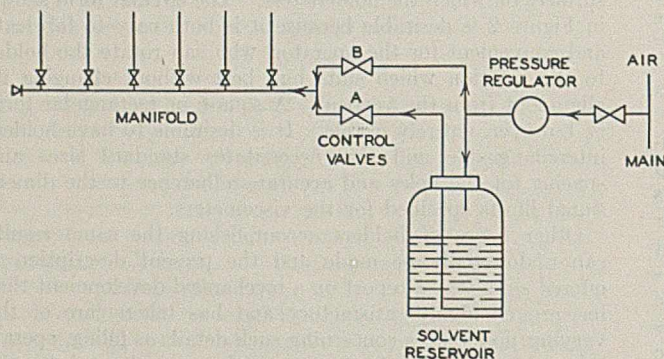 B
PRESSURE
REGULATOR
AIR
MANIFOLD
A
CONTROL
VALVES
MAIN
SOLVENT
RESERVOIR